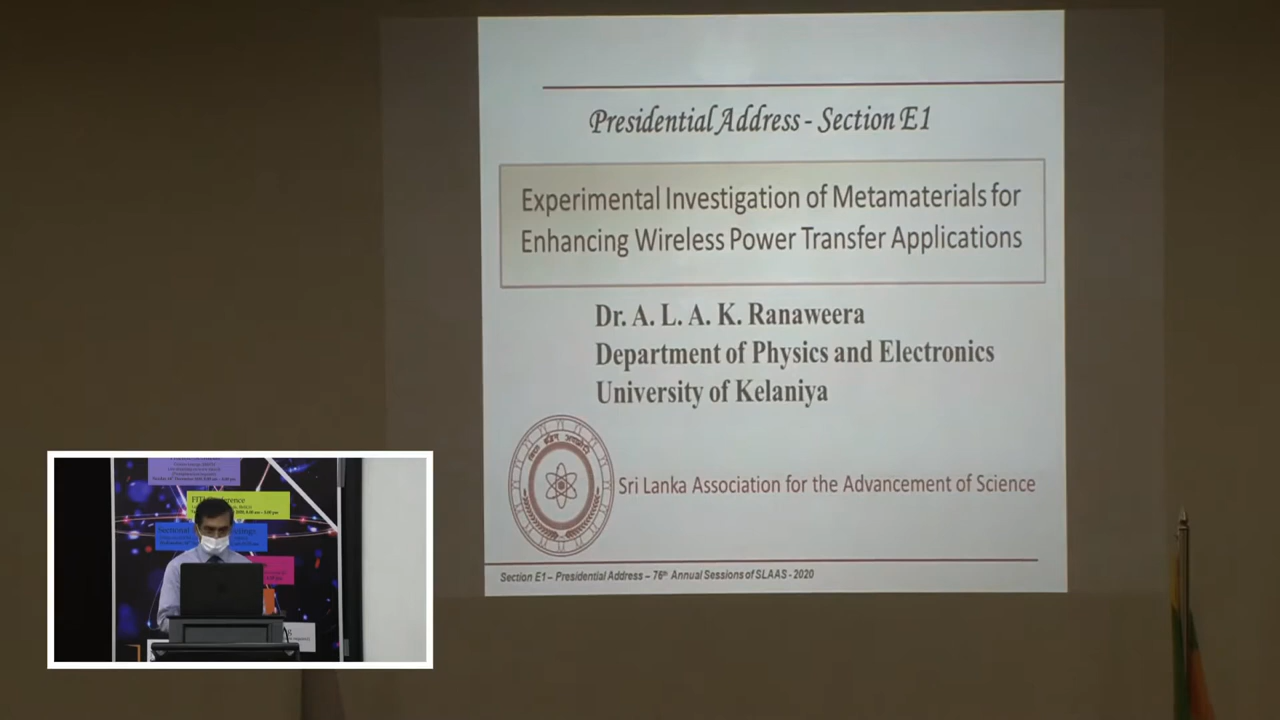 Presidential Address - Section E1
Experimental Investigation of Metamaterials for
Enhancing Wireless Power Transfer Applications
Dr. A. L. A. K. Ranaweera
Department of Physics and Electronics
University of Kelaniya
Sri Lanka Association for the Advancement of Science
Section E1 – Presidential Address – 76th Annual Sessions of SLAAS - 2020